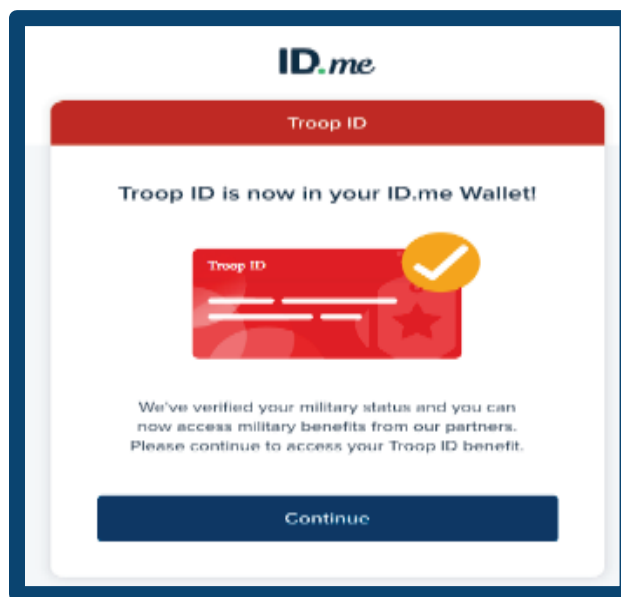 ID.me
Troop ID
Troop ID is now in your ID.me Wallet!
Troop ID
We've verified your military status and you can
now access military benefits from our partners.
Please continue to access your Troop ID benefit.
Continue